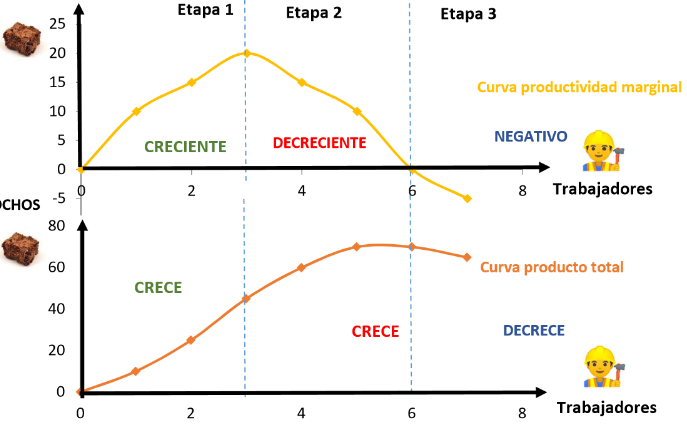 Etapa 1
Etapa 2
Etapa 3
25
20
15
10
5
0
-5
Curva productividad marginal
CRECIENTE
DECRECIENTE
NEGATIVO
0
2
4
6
8
Trabajadores
OCHOS
80
60
40
20
0
Curva producto total
CRECE
CRECE
DECRECE
0
2
4
6
8
Trabajadores